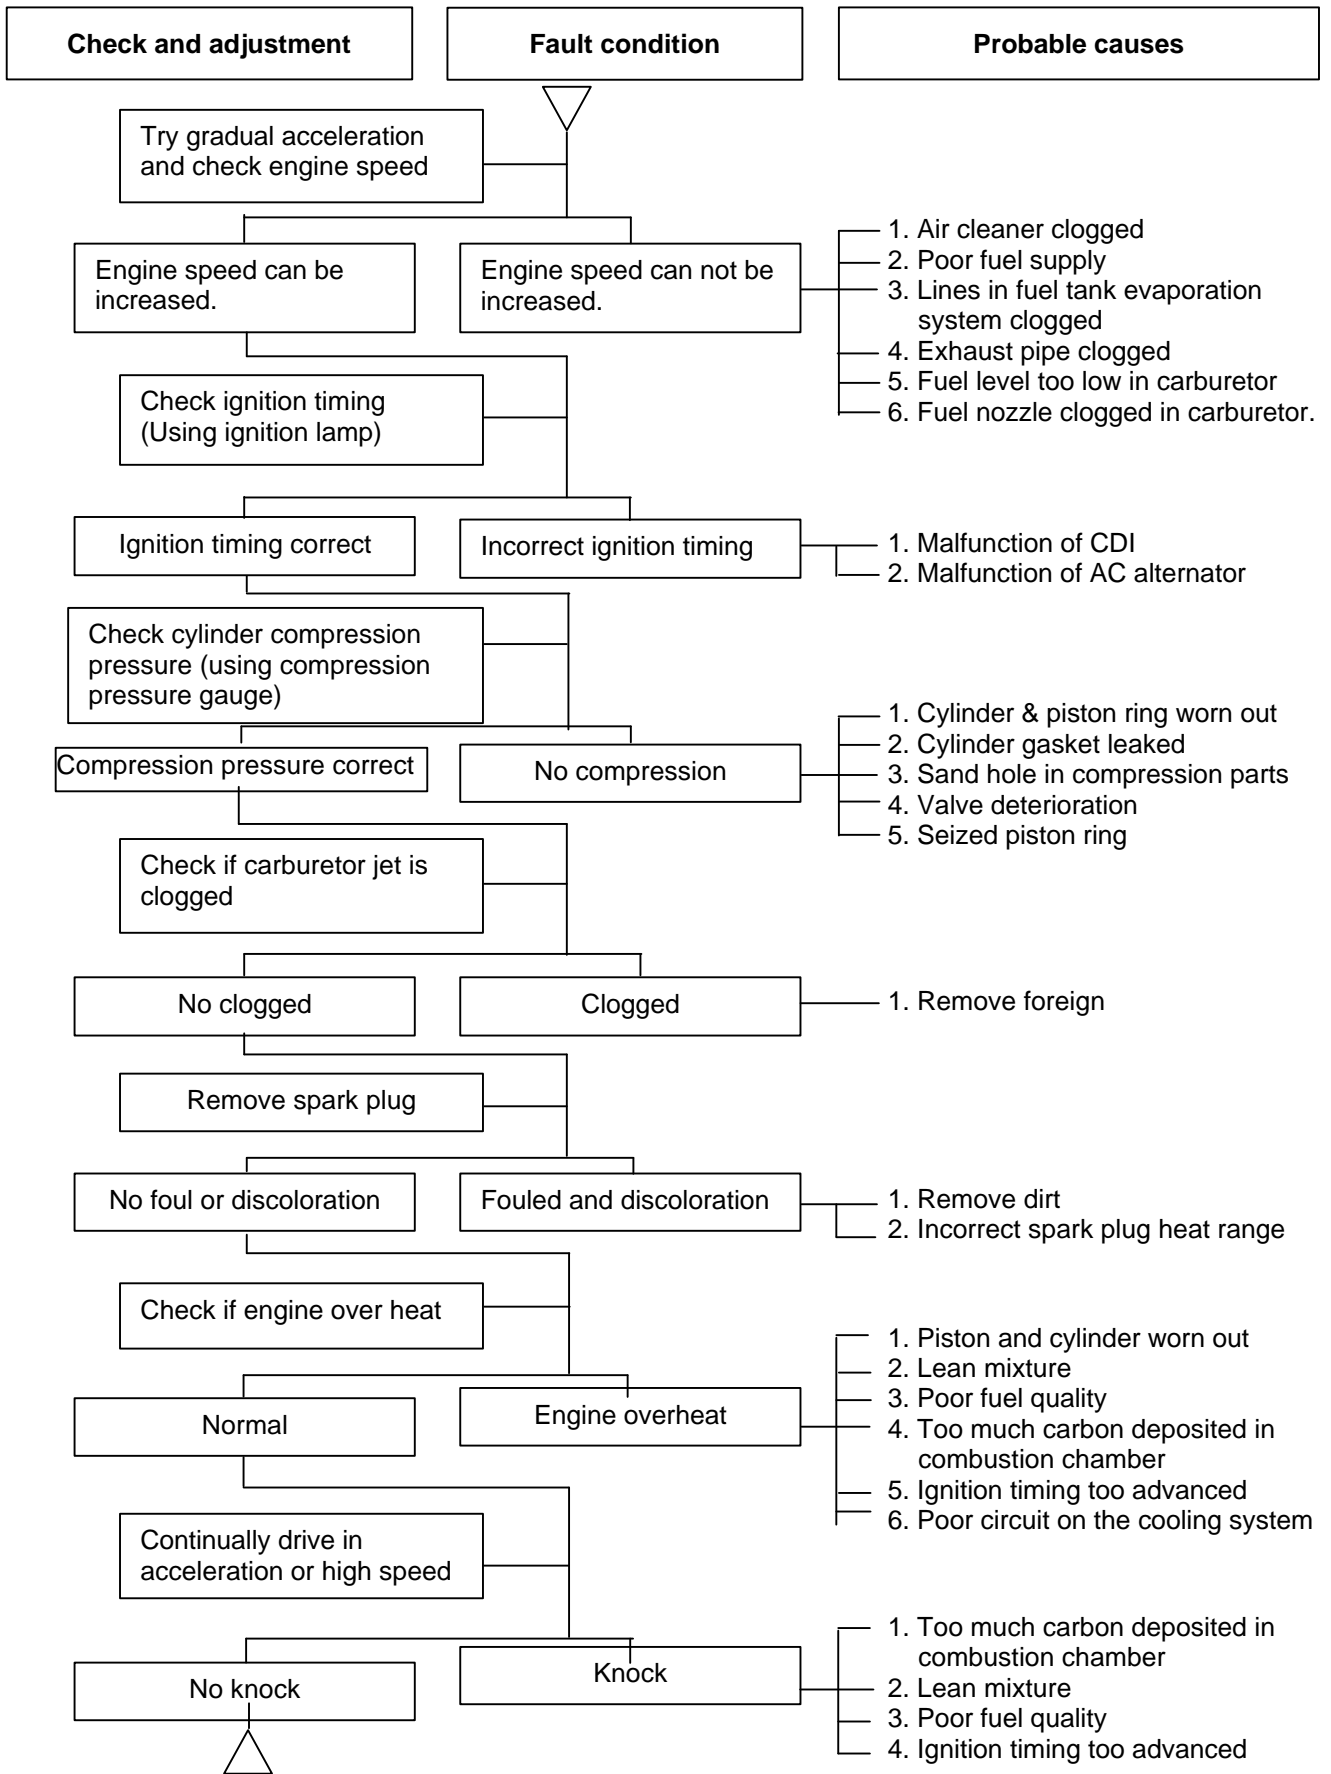 Check and adjustment
Fault condition
Probable causes
Try gradual acceleration
and check engine speed
Engine speed can be
increased.
Engine speed can not be
increased.
1. Air cleaner clogged
2. Poor fuel supply
3. Lines in fuel tank evaporation
system clogged
4. Exhaust pipe clogged
5. Fuel level too low in carburetor
6. Fuel nozzle clogged in carburetor.
Check ignition timing
(Using ignition lamp)
Ignition timing correct
Incorrect ignition timing
1. Malfunction of CDI
2. Malfunction of AC alternator
Check cylinder compression
pressure (using compression
pressure gauge)
Compression pressure correct
No compression
1. Cylinder & piston ring worn out
2. Cylinder gasket leaked
3. Sand hole in compression parts
4. Valve deterioration
5. Seized piston ring
Check if carburetor jet is
clogged
No clogged
Clogged
1. Remove foreign
Remove spark plug
No foul or discoloration
Fouled and discoloration
1. Remove dirt
2. Incorrect spark plug heat range
Check if engine over heat
Normal
Engine overheat
1. Piston and cylinder worn out
2. Lean mixture
3. Poor fuel quality
4. Too much carbon deposited in
combustion chamber
5. Ignition timing too advanced
6. Poor circuit on the cooling system
Continually drive in
acceleration or high speed
No knock
Knock
1. Too much carbon deposited in
combustion chamber
2. Lean mixture
3. Poor fuel quality
4. Ignition timing too advanced